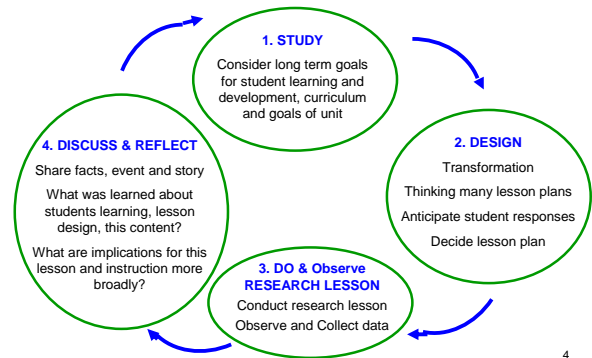 1. STUDY
Consider long term goals
for student learning and
development, curriculum
and goals of unit
2. DESIGN
Transformation
Thinking many lesson plans
Anticipate student responses
Decide lesson plan
3. DO & Observe
RESEARCH LESSON
Conduct research lesson
Observe and Collect data
4. DISCUSS & REFLECT
Share facts, event and story
What was learned about
students learning, lesson
design, this content?
What are implications for this
lesson and instruction more
broadly?
4